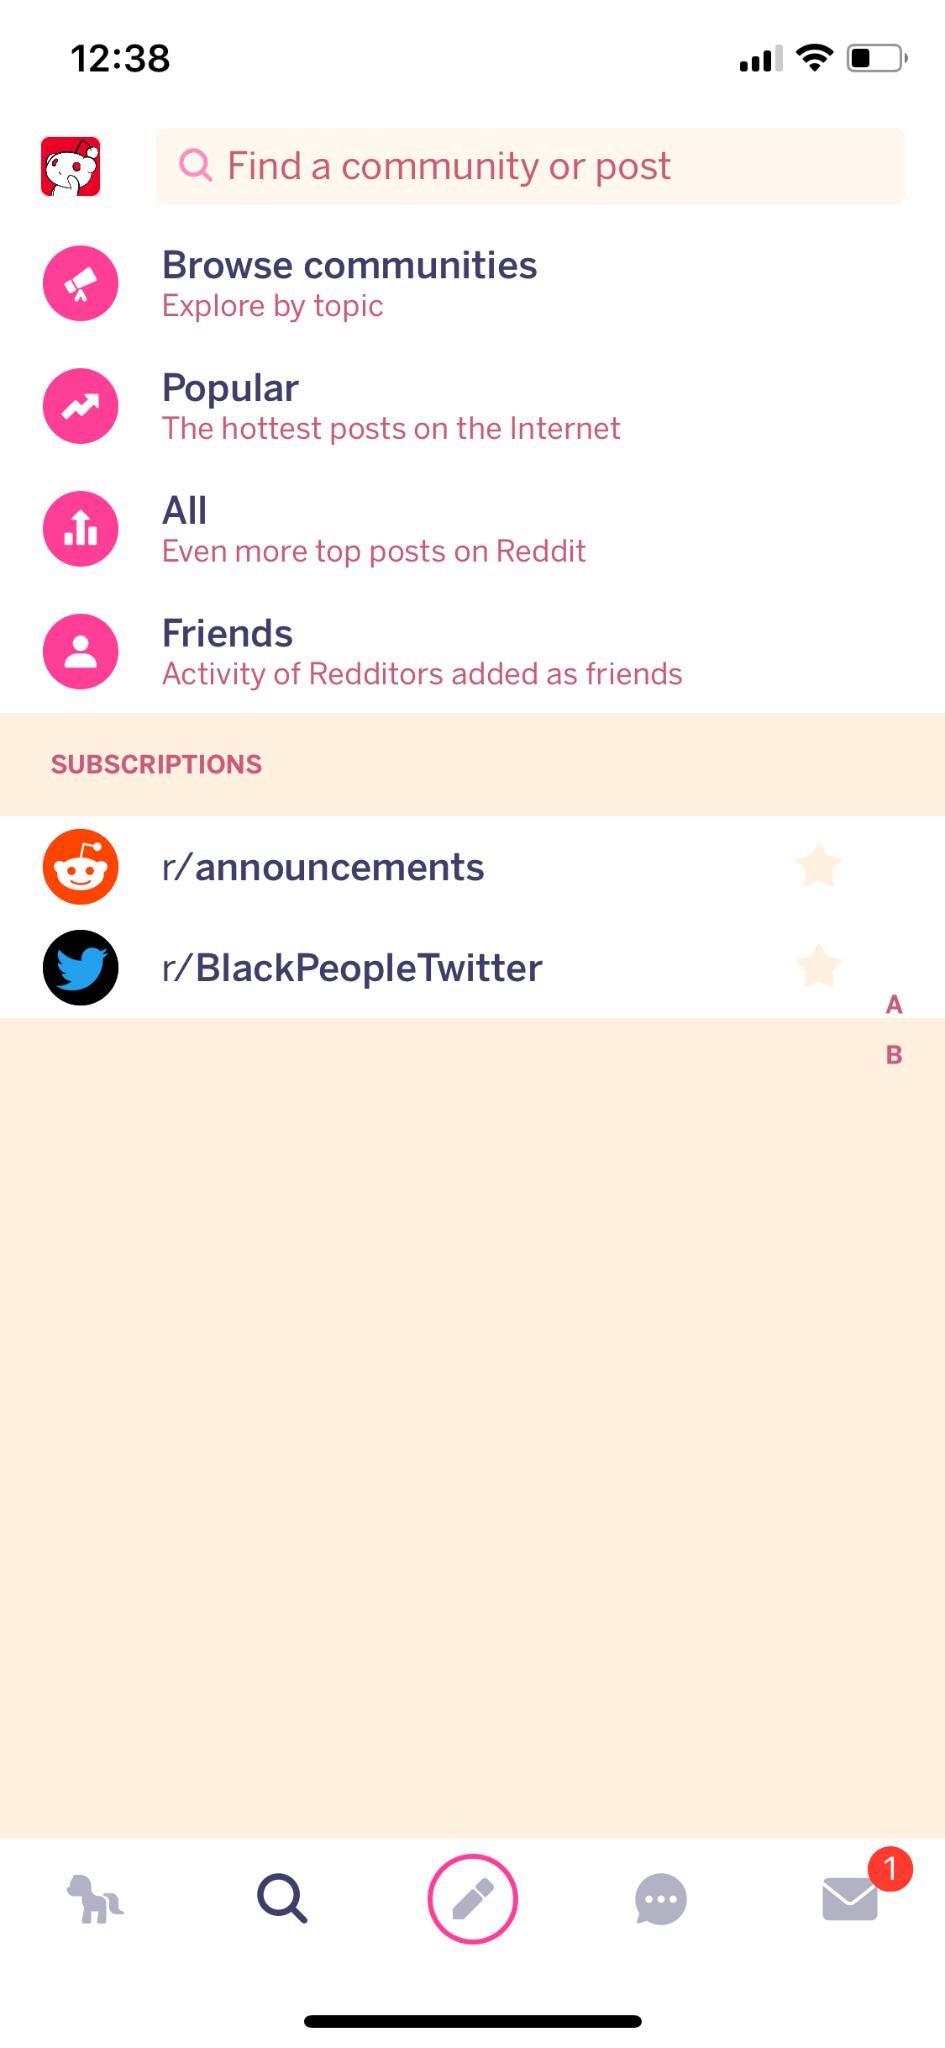 12:38
Find a community or post
Browse communities
Explore by topic
Popular
The hottest posts on the Internet
All
Even more top posts on Reddit
Friends
Activity of Redditors added as friends
SUBSCRIPTIONS
r/announcements
r/BlackPeopleTwitter
A
B
1